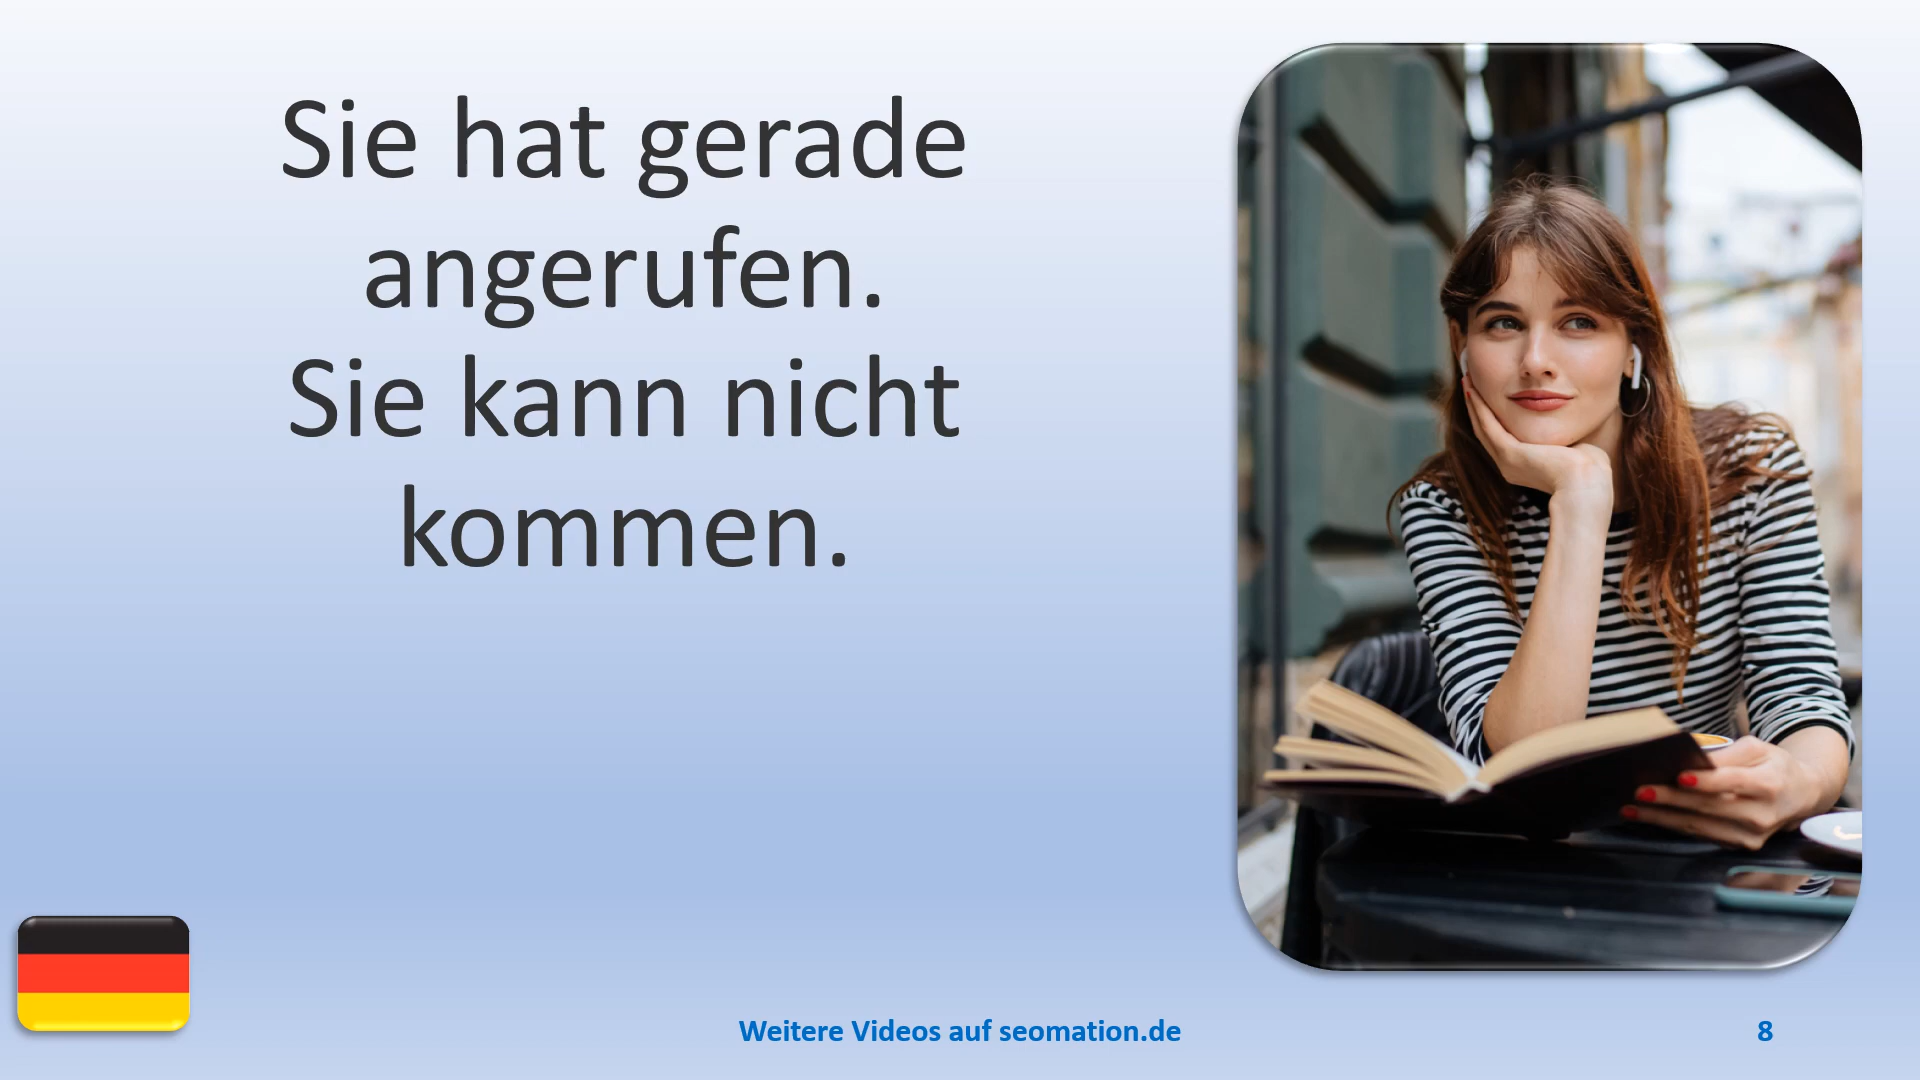 Sie hat gerade
angerufen.
Sie kann nicht
kommen.
Weitere Videos auf seomation.de
8